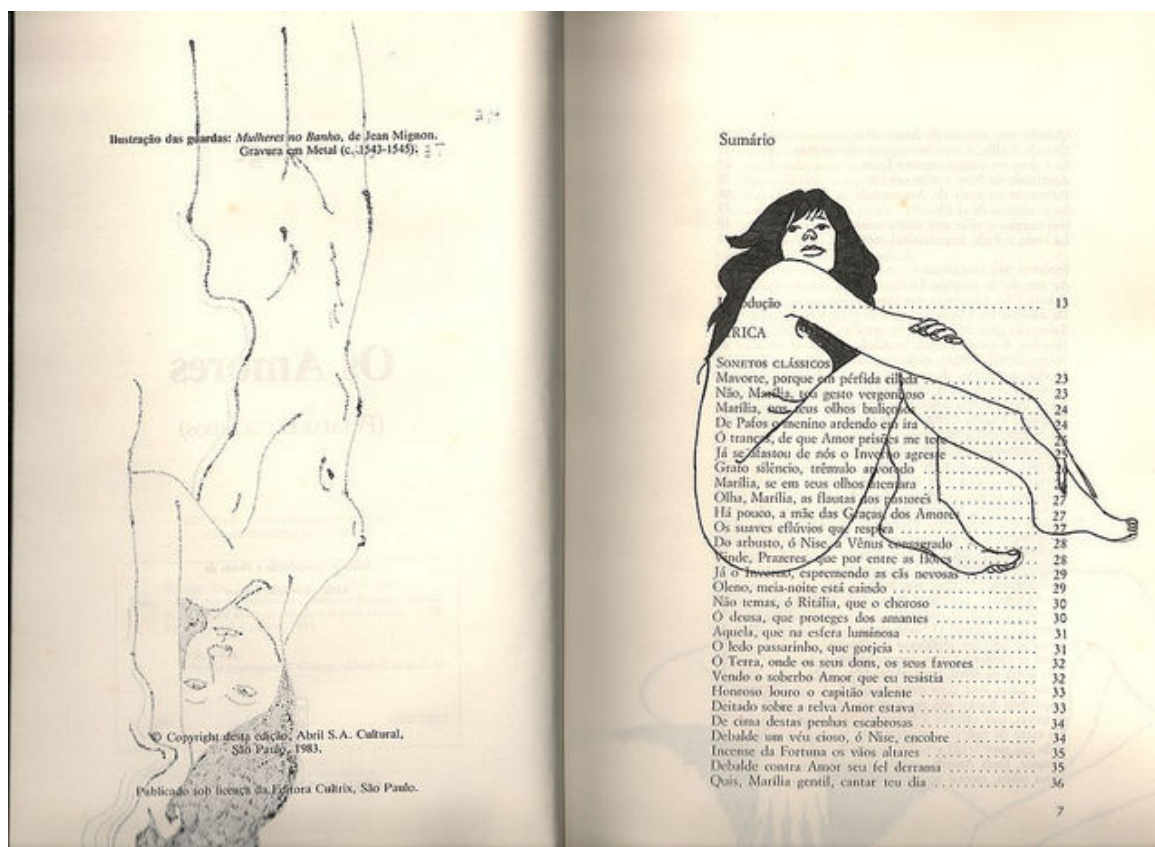 Ilustração das guardas: Mulheres no Banho, de Jean Mignon.
Gravura em Metal (c. 1543-1545).
Os Amores
© Copyright desta edição, Abril S.A. Cultural,
São Paulo, 1983.
Publicado sob licença da Editora Cultrix, São Paulo.
Sumário
Introdução ........................................ 13
LÍRICA
SONETOS CLÁSSICOS
Mavorte, porque em pérfida cilada .................... 23
Não, Marília, teu gesto vergonhoso .................... 23
Marília, nos teus olhos buliçosos .................... 24
De Pafos o menino ardendo em ira .................... 24
Ó tranças, de que Amor prisões me tece .................... 25
Já se afastou de nós o Inverno agreste .................... 25
Grato silêncio, trêmulo arvoredo ....................
Marília, se em teus olhos atentara ....................
Olha, Marília, as flautas dos pastores .................... 27
Há pouco, a mãe das Graças, dos Amores .................... 27
Os suaves eflúvios que respira .................... 27
Do arbusto, ó Nise, a Vênus consagrado .................... 28
Vinde, Prazeres, que por entre as flores .................... 28
Já o Inverno, espremendo as cãs nevosas .................... 29
Oleno, meia-noite está caindo .................... 29
Não temas, ó Ritália, que o choroso .................... 30
Ó deusa, que proteges dos amantes .................... 30
Aquela, que na esfera luminosa .................... 31
O ledo passarinho, que gorjeia .................... 31
Ó Terra, onde os seus dons, os seus favores .................... 32
Vendo o soberbo Amor que eu resistia .................... 32
Honroso louro o capitão valente .................... 33
Deitado sobre a relva Amor estava .................... 33
De cima destas penhas escabrosas .................... 34
Debalde um véu cioso, ó Nise, encobre .................... 34
Incense da Fortuna os vãos altares .................... 35
Debalde contra Amor seu fel derrama .................... 35
Quis, Marília gentil, cantar teu dia .................... 36
7